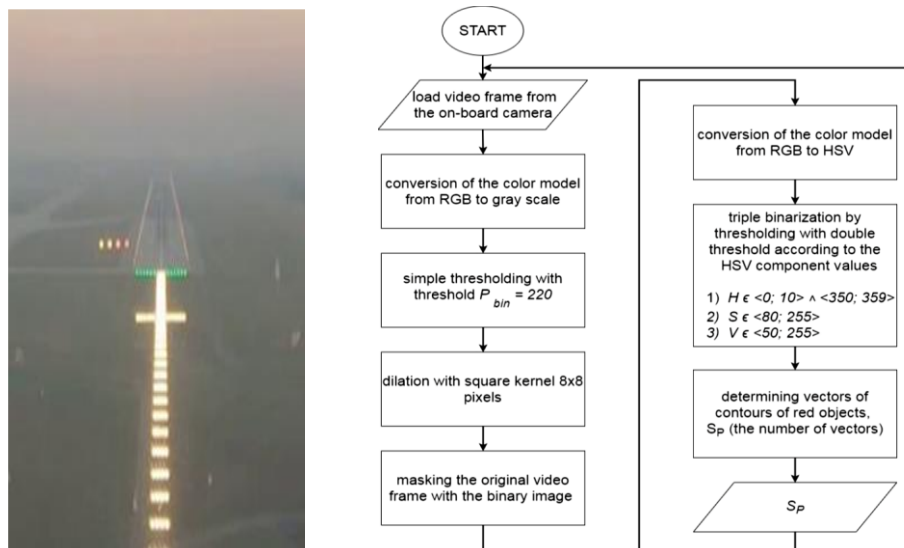 START
load video frame from
the on-board camera
conversion of the color model
from RGB to gray scale
simple thresholding with
threshold P bin = 220
dilation with square kernel 8x8
pixels
masking the original video
frame with the binary image
conversion of the color model
from RGB to HSV
triple binarization by
thresholding with double
threshold according to the
HSV component values
1) H ϵ <0; 10> ∧ <350; 359>
2) S ϵ <80; 255>
3) V ϵ <50; 255>
determining vectors of
contours of red objects,
SP (the number of vectors)
SP